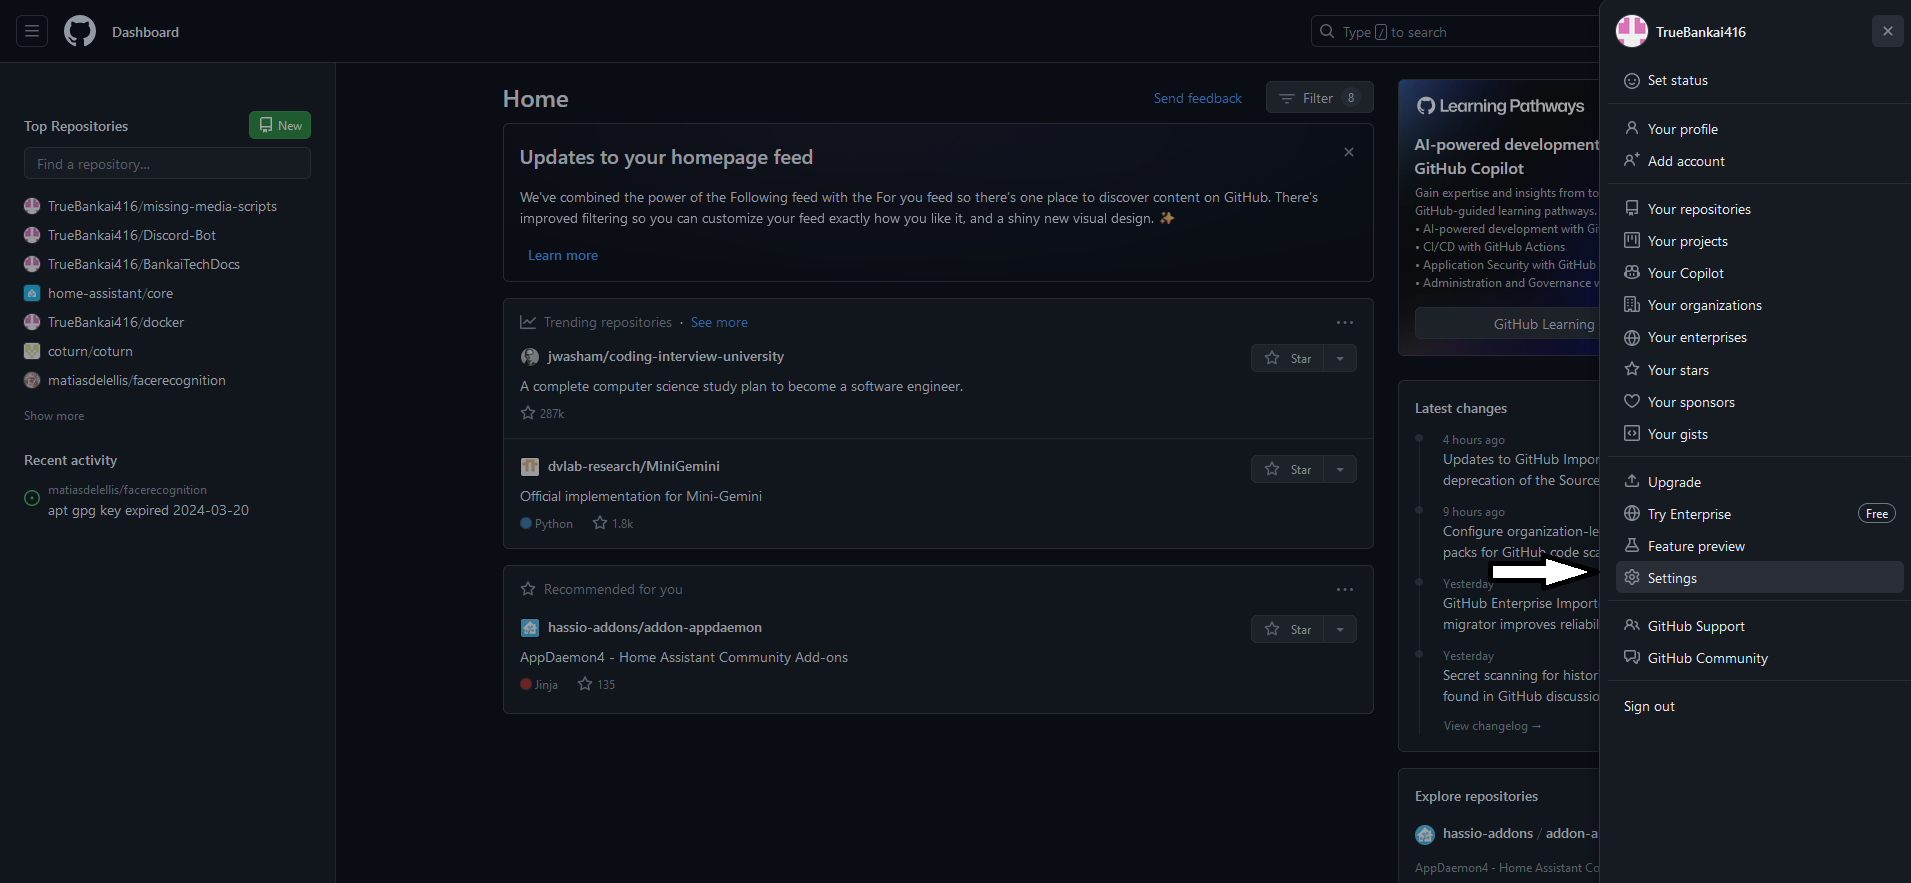 Dashboard
Type / to search
Top Repositories
New
Find a repository...
TrueBankai416/missing-media-scripts
TrueBankai416/Discord-Bot
TrueBankai416/BankaiTechDocs
home-assistant/core
TrueBankai416/docker
coturn/coturn
matiasdelellis/facerecognition
Show more
Recent activity
matiasdelellis/facerecognition
apt gpg key expired 2024-03-20
Home
Send feedback
Filter 8
Updates to your homepage feed
We've combined the power of the Following feed with the For you feed so there's one place to discover content on GitHub. There's
improved filtering so you can customize your feed exactly how you like it, and a shiny new visual design. ✨
Learn more
Trending repositories · See more
jwasham/coding-interview-university
Star
A complete computer science study plan to become a software engineer.
287k
dvlab-research/MiniGemini
Star
Official implementation for Mini-Gemini
Python 1.8k
Recommended for you
hassio-addons/addon-appdaemon
Star
AppDaemon4 - Home Assistant Community Add-ons
Jinja 135
Learning Pathways
AI-powered development
GitHub Copilot
Gain expertise and insights from to
GitHub-guided learning pathways.
• AI-powered development with Gi
• CI/CD with GitHub Actions
• Application Security with GitHub
• Administration and Governance w
GitHub Learning
Latest changes
4 hours ago
Updates to GitHub Impor
deprecation of the Source
9 hours ago
Configure organization-le
packs for GitHub code sca
Yesterday
GitHub Enterprise Import
migrator improves reliabil
Yesterday
Secret scanning for histor
found in GitHub discussio
View changelog →
Explore repositories
hassio-addons / addon-a
AppDaemon4 - Home Assistant Co
TrueBankai416
Set status
Your profile
Add account
Your repositories
Your projects
Your Copilot
Your organizations
Your enterprises
Your stars
Your sponsors
Your gists
Upgrade
Try Enterprise
Free
Feature preview
Settings
GitHub Support
GitHub Community
Sign out